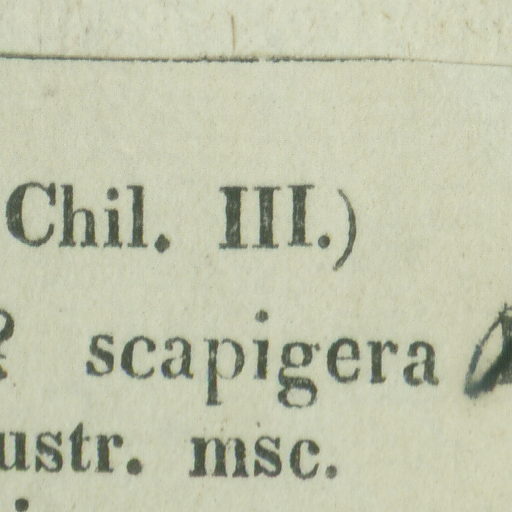 Chil. III.)
? scapigera
ustr. msc.